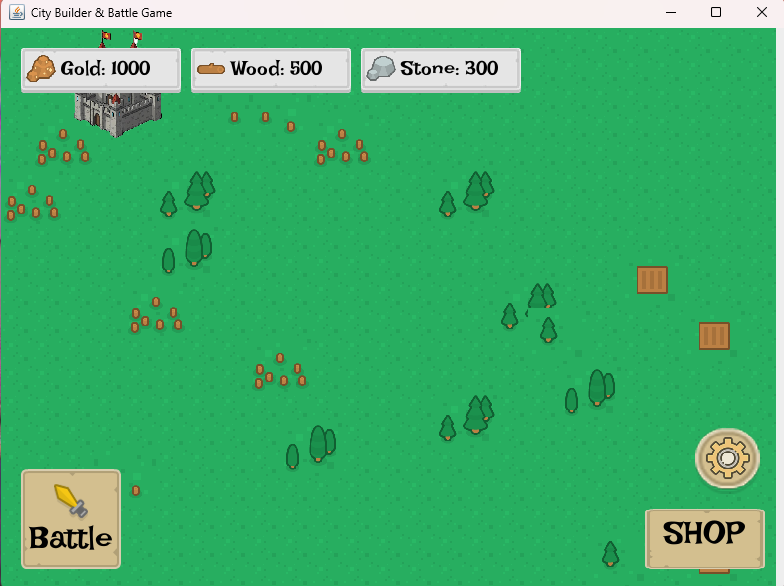 City Builder & Battle Game
Gold: 1000
Wood: 500
Stone: 300
Battle
SHOP